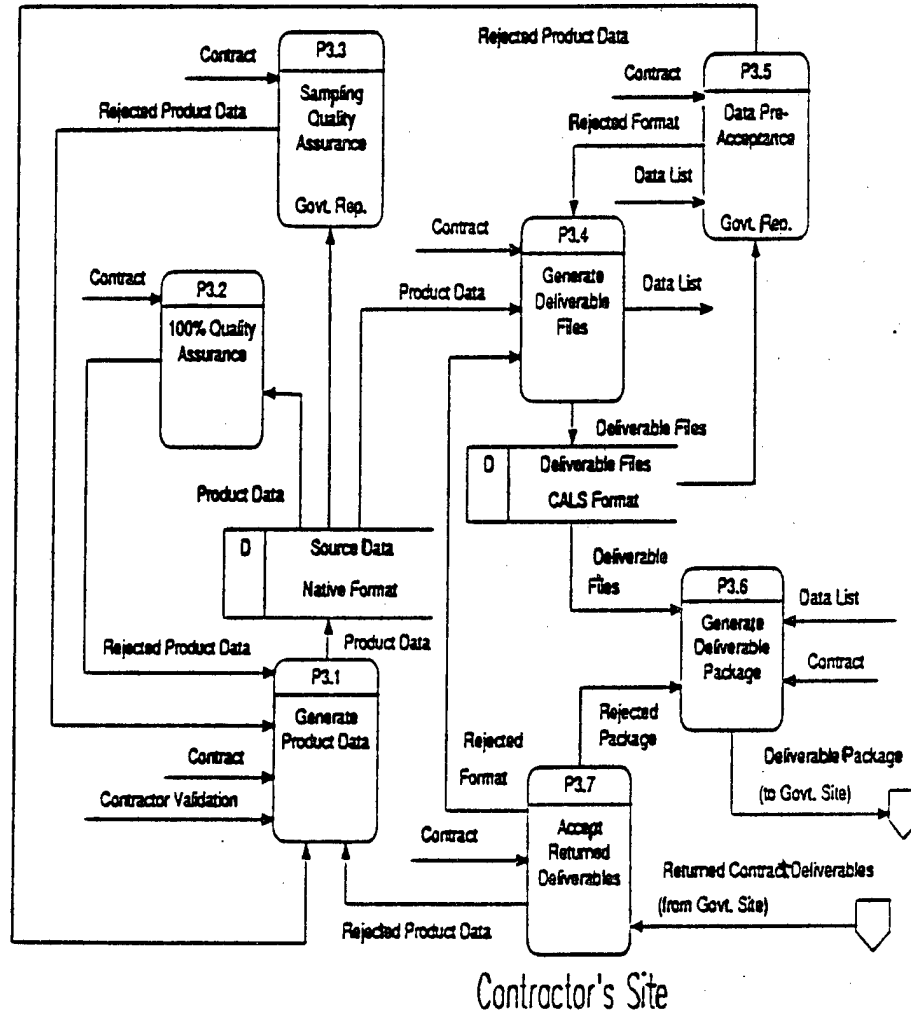 Rejected Product Data
P3.3
Contract
Sampling
Quality
Assurance
Govt. Rep.
Rejected Product Data
P3.5
Contract
Data Pre-
Acceptance
Rejected Format
Data List
Govt. Rep.
P3.4
Contract
Generate
Deliverable
Files
Product Data
Data List
P3.2
Contract
100% Quality
Assurance
Deliverable Files
D
Deliverable Files
CALS Format
Product Data
D
Source Data
Native Format
Deliverable
Files
P3.6
Generate
Deliverable
Package
Data List
Contract
Product Data
Rejected Product Data
P3.1
Generate
Product Data
Contract
Contractor Validation
Rejected
Package
Rejected
Format
Deliverable Package
(to Govt. Site)
P3.7
Accept
Returned
Deliverables
Contract
Returned Contract Deliverables
(from Govt. Site)
Rejected Product Data
Contractor's Site